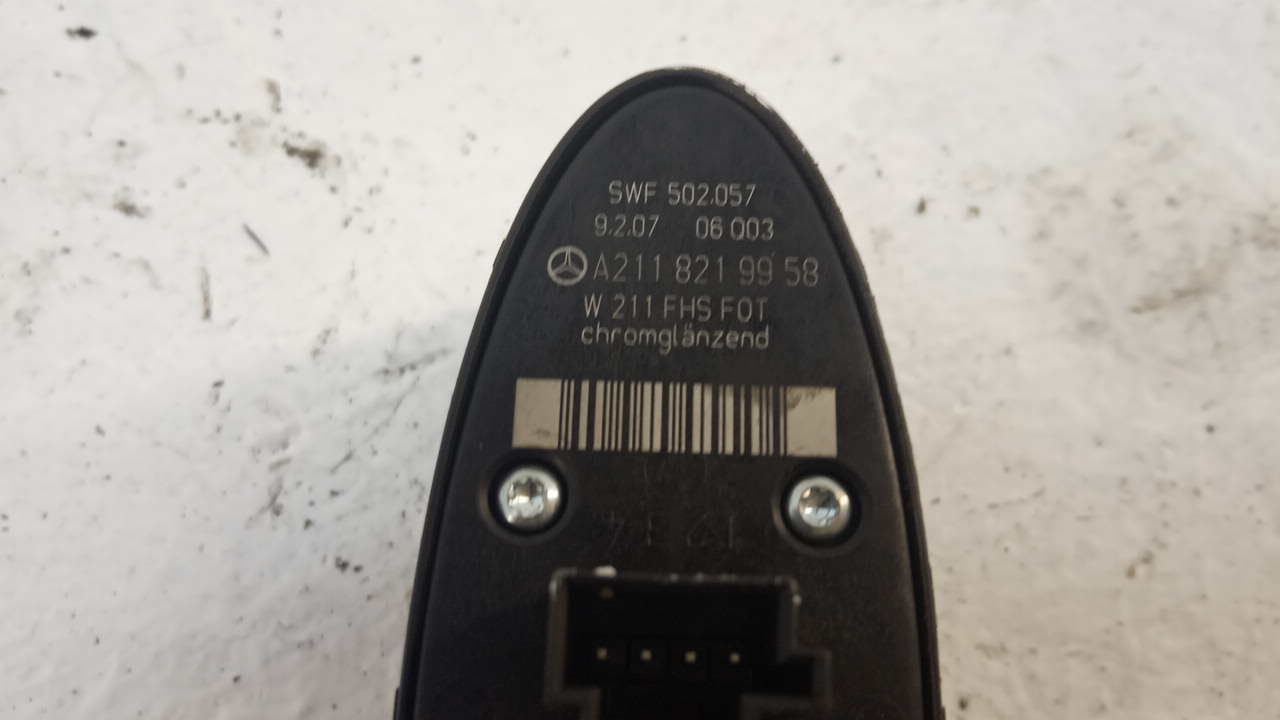 SWF 502.057
9.2.07 06 003
A211 821 99 58
W 211 FHS FOT
chromglänzend